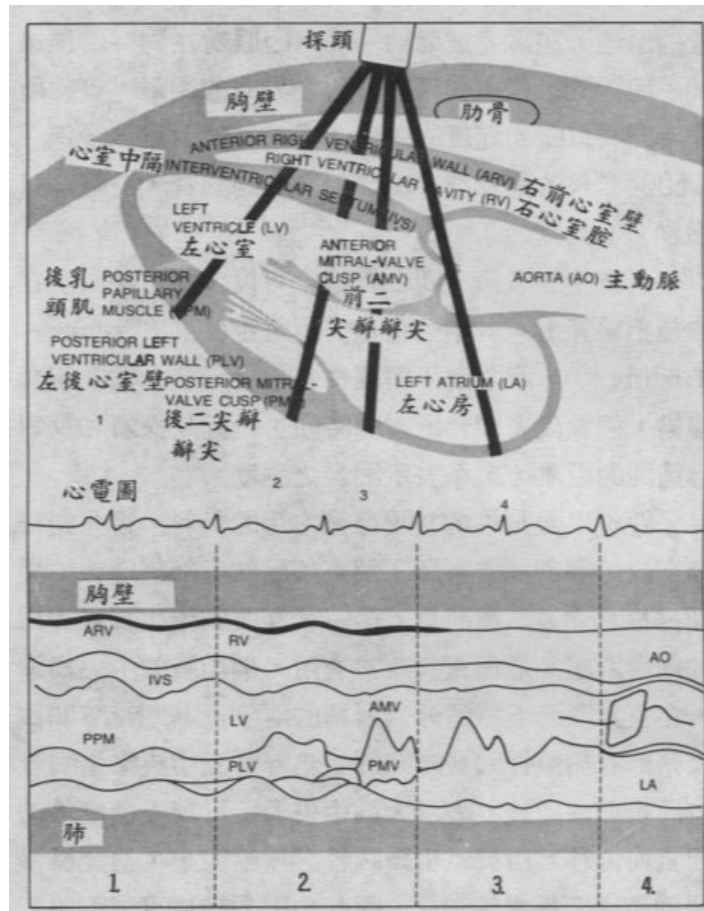 探頭
胸壁
肋骨
ANTERIOR RIGHT VENTRICULAR WALL (ARV) 右前心室壁
RIGHT VENTRICULAR CAVITY (RV) 右心室腔
心室中隔 INTERVENTRICULAR SEPTUM (IVS)
LEFT
VENTRICLE (LV)
左心室
ANTERIOR
MITRAL-VALVE
CUSP (AMV)
前二
尖瓣瓣尖
AORTA (AO) 主動脈
後乳
頭肌
POSTERIOR
PAPILLARY
MUSCLE (PPM)
POSTERIOR LEFT
VENTRICULAR WALL (PLV)
左後心室壁
POSTERIOR MITRAL-
VALVE CUSP (PMV)
後二尖瓣
瓣尖
LEFT ATRIUM (LA)
左心房
1
2
3
4
心電圖
胸壁
ARV
RV
IVS
AO
LV
AMV
PPM
PLV
PMV
LA
肺
1.
2.
3.
4.